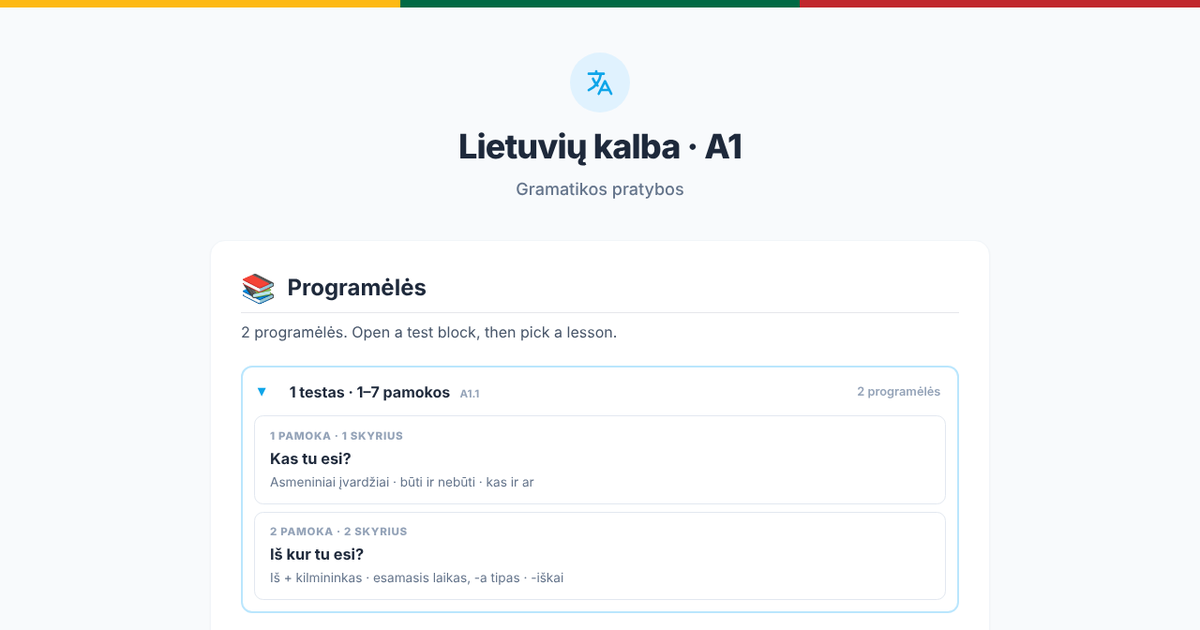 Lietuvių kalba · A1
Gramatikos pratybos
Programėlės
2 programėlės. Open a test block, then pick a lesson.
1 testas · 1–7 pamokos A1.1 2 programėlės
1 PAMOKA · 1 SKYRIUS
Kas tu esi?
Asmeniniai įvardžiai · būti ir nebūti · kas ir ar
2 PAMOKA · 2 SKYRIUS
Iš kur tu esi?
Iš + kilmininkas · esamasis laikas, -a tipas · -iškai